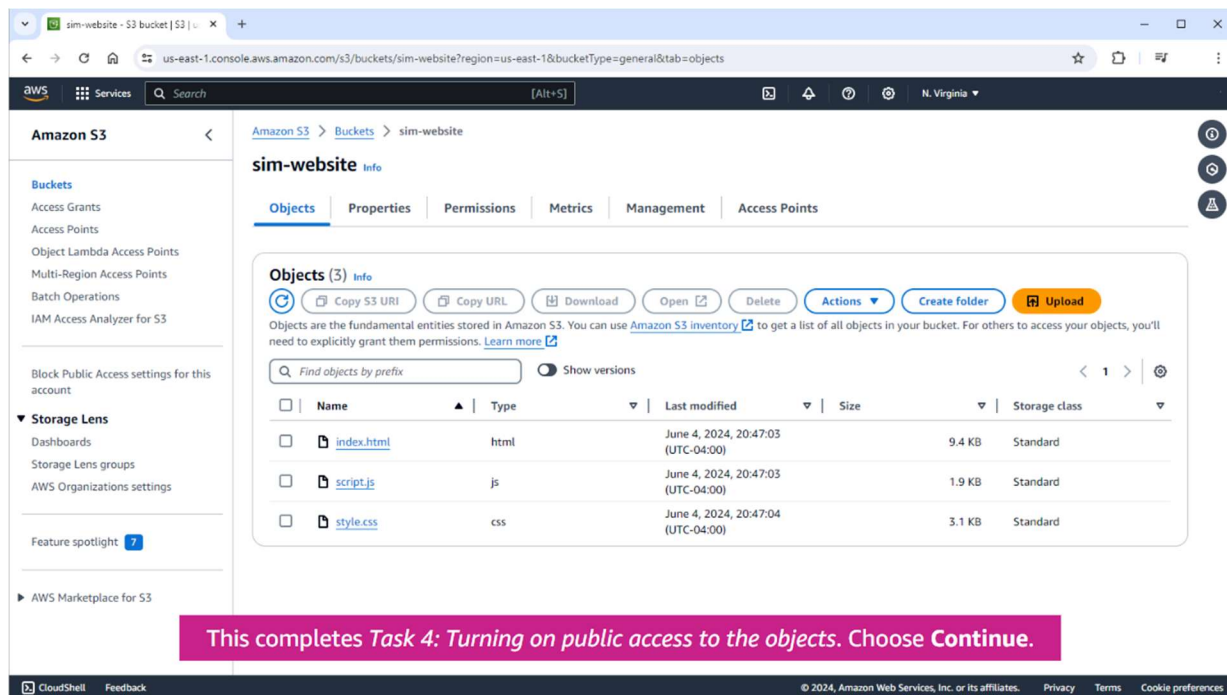 sim-website - S3 bucket | S3 | u
us-east-1.console.aws.amazon.com/s3/buckets/sim-website?region=us-east-1&bucketType=general&tab=objects
aws Services Search [Alt+S] N. Virginia
Amazon S3
Buckets
Access Grants
Access Points
Object Lambda Access Points
Multi-Region Access Points
Batch Operations
IAM Access Analyzer for S3
Block Public Access settings for this
account
Storage Lens
Dashboards
Storage Lens groups
AWS Organizations settings
Feature spotlight 7
AWS Marketplace for S3
Amazon S3 > Buckets > sim-website
sim-website Info
Objects Properties Permissions Metrics Management Access Points
Objects (3) Info
Copy S3 URI Copy URL Download Open Delete Actions Create folder Upload
Objects are the fundamental entities stored in Amazon S3. You can use Amazon S3 inventory to get a list of all objects in your bucket. For others to access your objects, you'll
need to explicitly grant them permissions. Learn more
Find objects by prefix Show versions 1
Name Type Last modified Size Storage class
index.html html June 4, 2024, 20:47:03 (UTC-04:00) 9.4 KB Standard
script.js js June 4, 2024, 20:47:03 (UTC-04:00) 1.9 KB Standard
style.css css June 4, 2024, 20:47:04 (UTC-04:00) 3.1 KB Standard
This completes Task 4: Turning on public access to the objects. Choose Continue.
CloudShell Feedback © 2024, Amazon Web Services, Inc. or its affiliates. Privacy Terms Cookie preferences